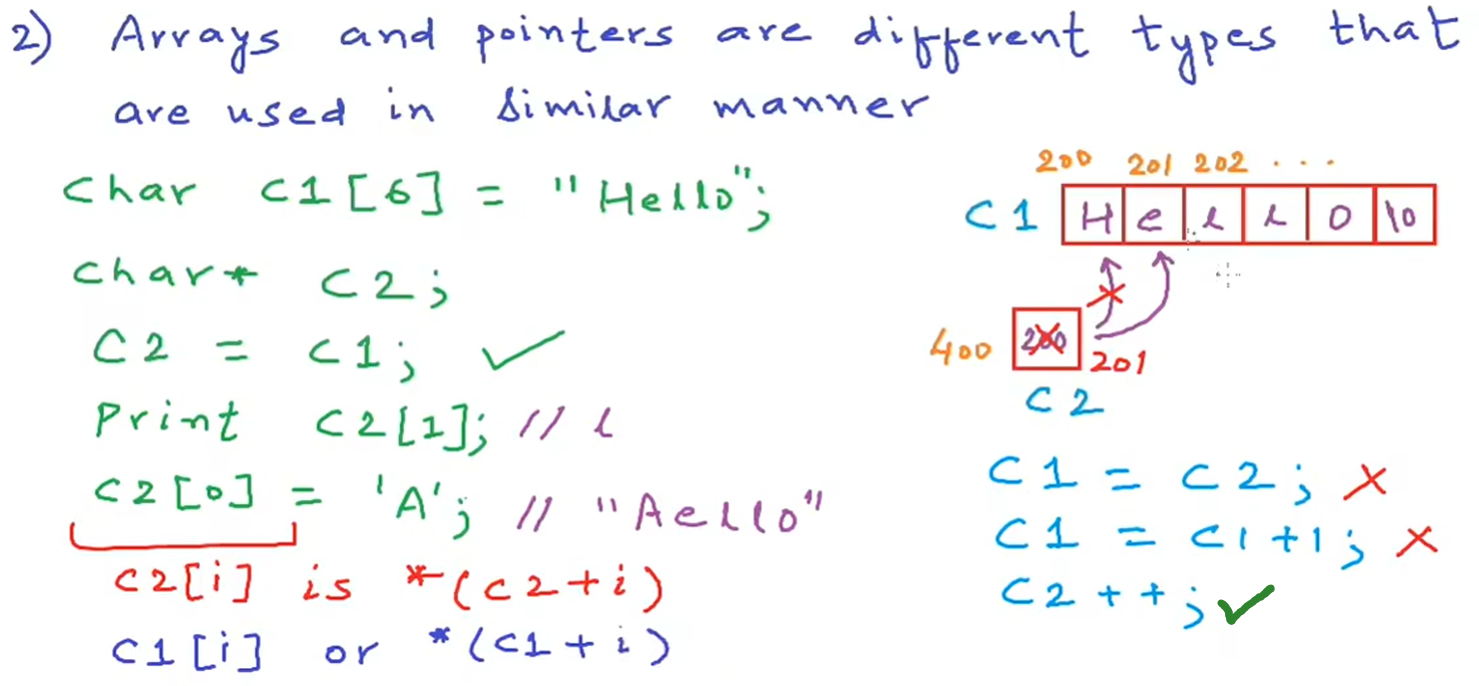 2) Arrays and pointers are different types that
are used in similar manner
Char C1[6] = "Hello";
char* C2;
C2 = C1; ✓
Print C2[1]; // l
C2[0] = 'A'; // "Aello"
C2[i] is *(C2+i)
C1[i] or *(C1+i)
200 201 202 ...
C1 H e l l o \0
400 200 201
C2
C1 = C2; ×
C1 = C1+1; ×
C2++; ✓